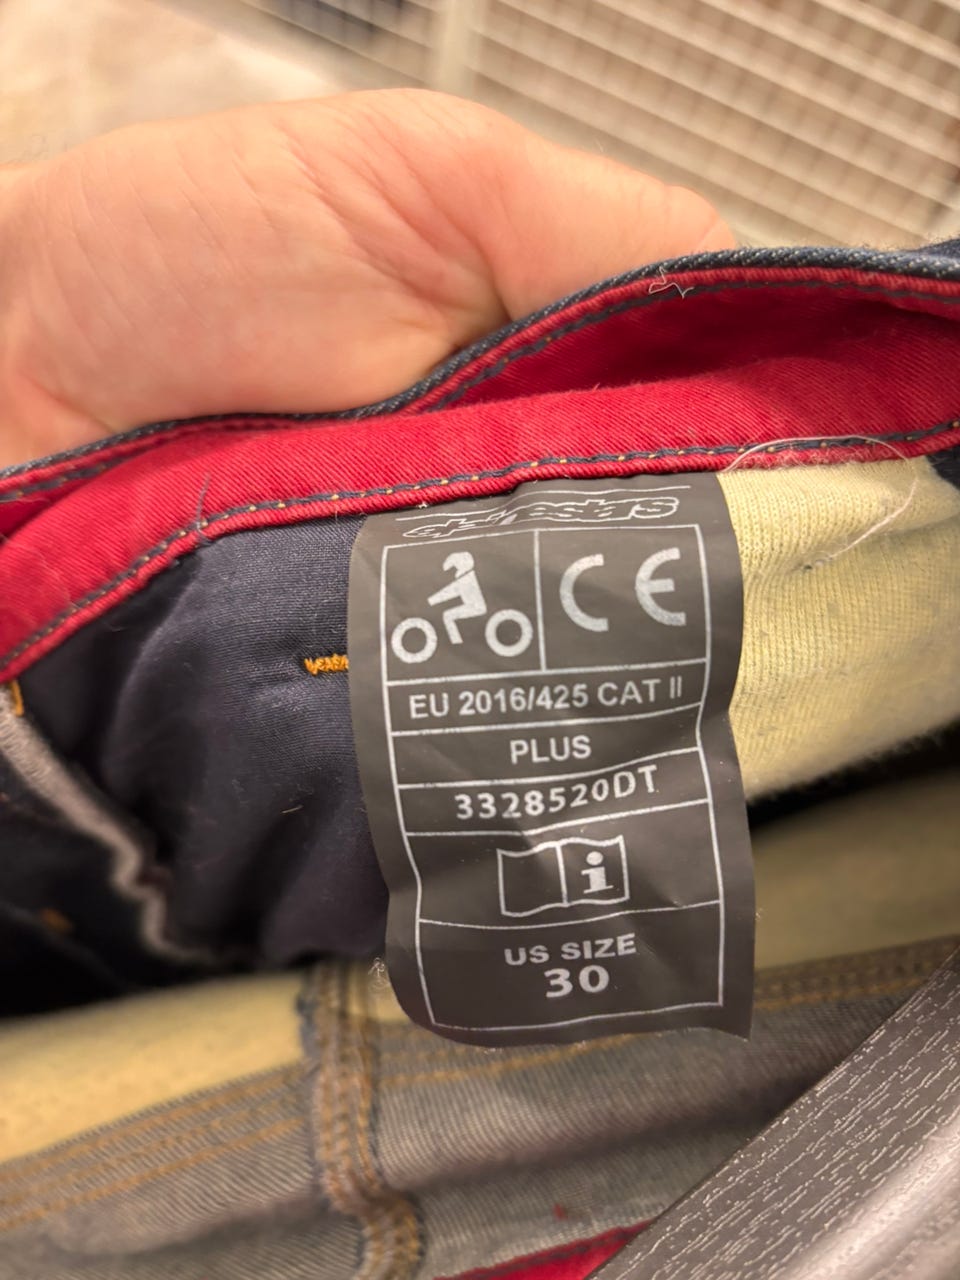 alpinestars
CE
EU 2016/425 CAT II
PLUS
3328520DT
i
US SIZE
30